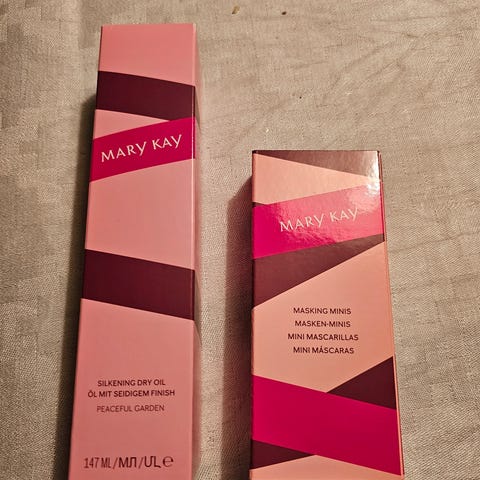 MARY KAY
SILKENING DRY OIL
ÖL MIT SEIDIGEM FINISH
PEACEFUL GARDEN
147 ML/МЛ/UL ℮
MARY KAY
MASKING MINIS
MASKEN-MINIS
MINI MASCARILLAS
MINI MÁSCARAS